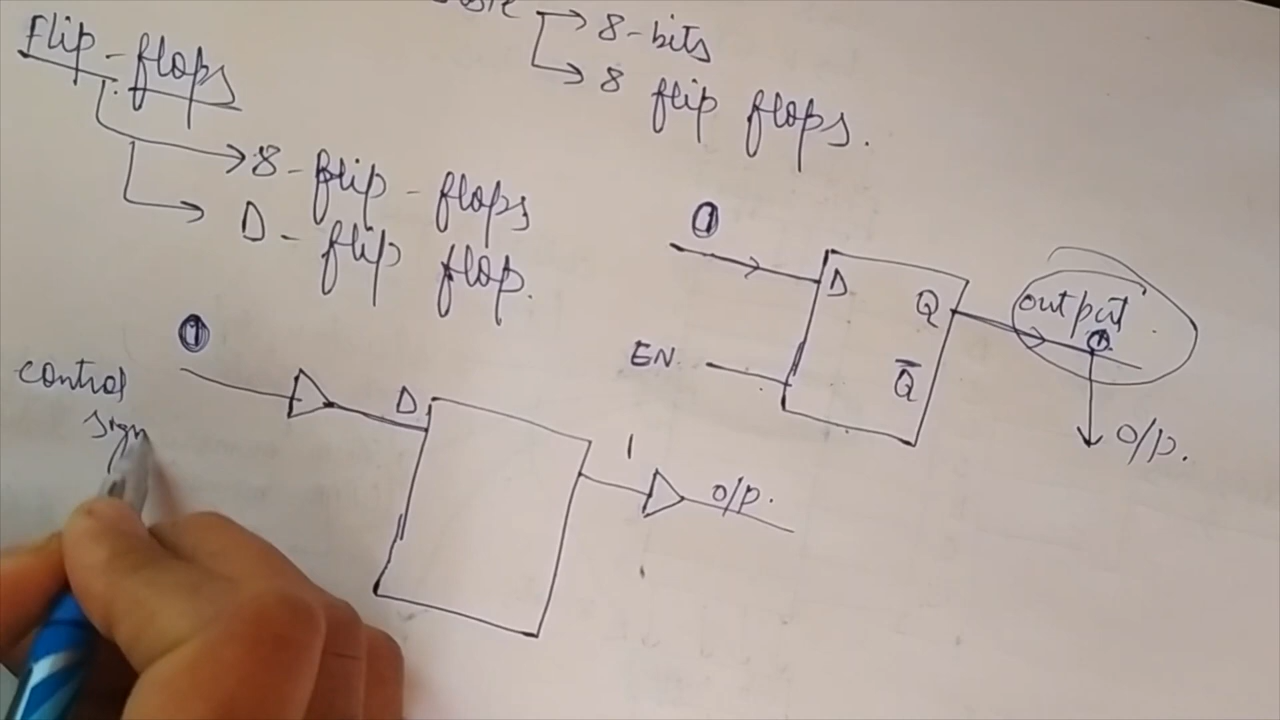 8-bits
8 flip flops.
Flip-flops
8-flip-flops
D-flip flop.
1
D
Q
output.
1
EN
Q̅
O/P.
1
control
sign
D
1
O/P.